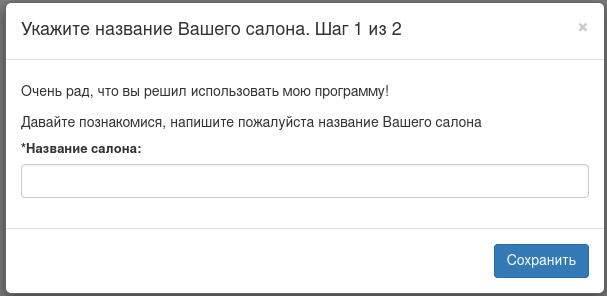 Укажите название Вашего салона. Шаг 1 из 2
×
Очень рад, что вы решил использовать мою программу!
Давайте познакомися, напишите пожалуйста название Вашего салона
*Название салона:
Сохранить